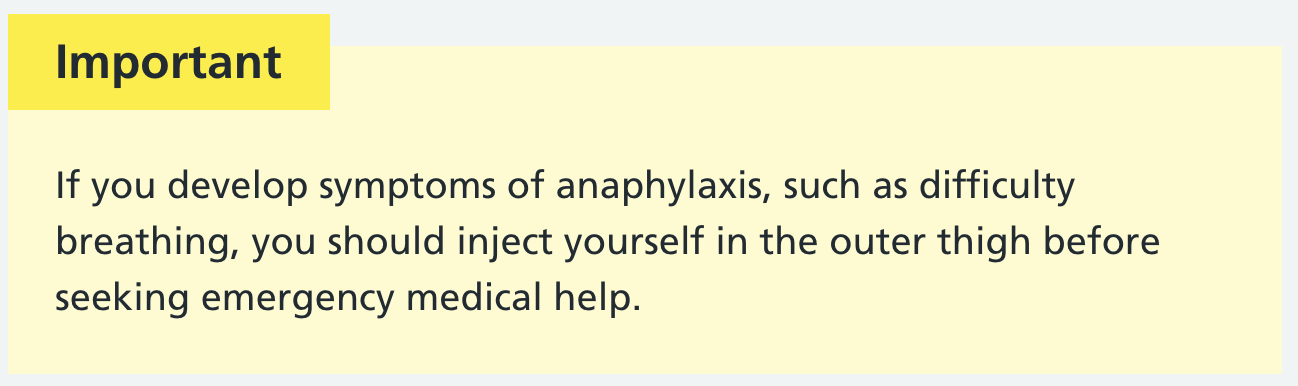 Important
If you develop symptoms of anaphylaxis, such as difficulty
breathing, you should inject yourself in the outer thigh before
seeking emergency medical help.